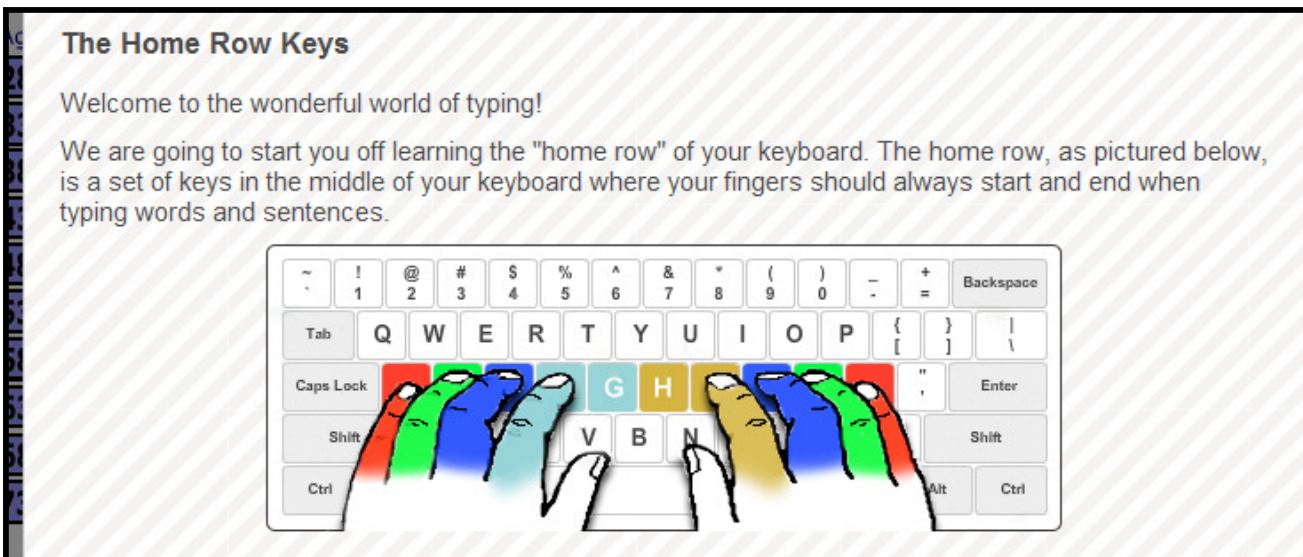 The Home Row Keys
Welcome to the wonderful world of typing!
We are going to start you off learning the "home row" of your keyboard. The home row, as pictured below,
is a set of keys in the middle of your keyboard where your fingers should always start and end when
typing words and sentences.
~ ! @ # $ % ^ & * ( ) _ + Backspace
` 1 2 3 4 5 6 7 8 9 0 - =
Tab Q W E R T Y U I O P { } |
[ ] \
Caps Lock G H " Enter
'
Shift V B N Shift
Ctrl Alt Ctrl